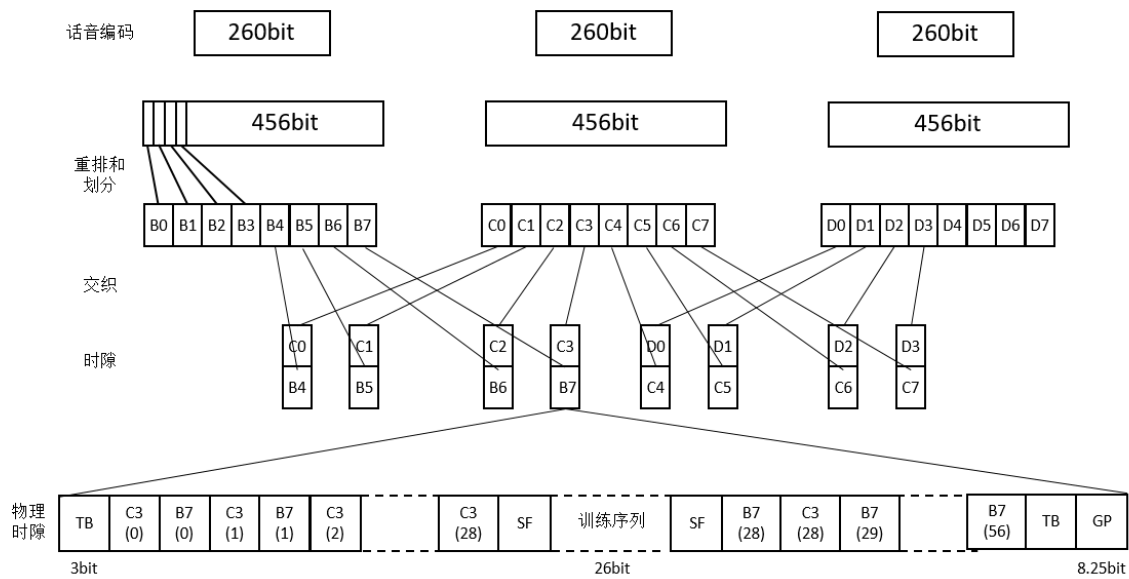 话音编码
260bit
260bit
260bit
456bit
456bit
456bit
重排和
划分
B0 B1 B2 B3 B4 B5 B6 B7
C0 C1 C2 C3 C4 C5 C6 C7
D0 D1 D2 D3 D4 D5 D6 D7
交织
时隙
C0 C1 C2 C3 D0 D1 D2 D3
B4 B5 B6 B7 C4 C5 C6 C7
物理
时隙
TB
C3
(0)
B7
(0)
C3
(1)
B7
(1)
C3
(2)
C3
(28)
SF
训练序列
SF
B7
(28)
C3
(28)
B7
(29)
B7
(56)
TB
GP
3bit
26bit
8.25bit